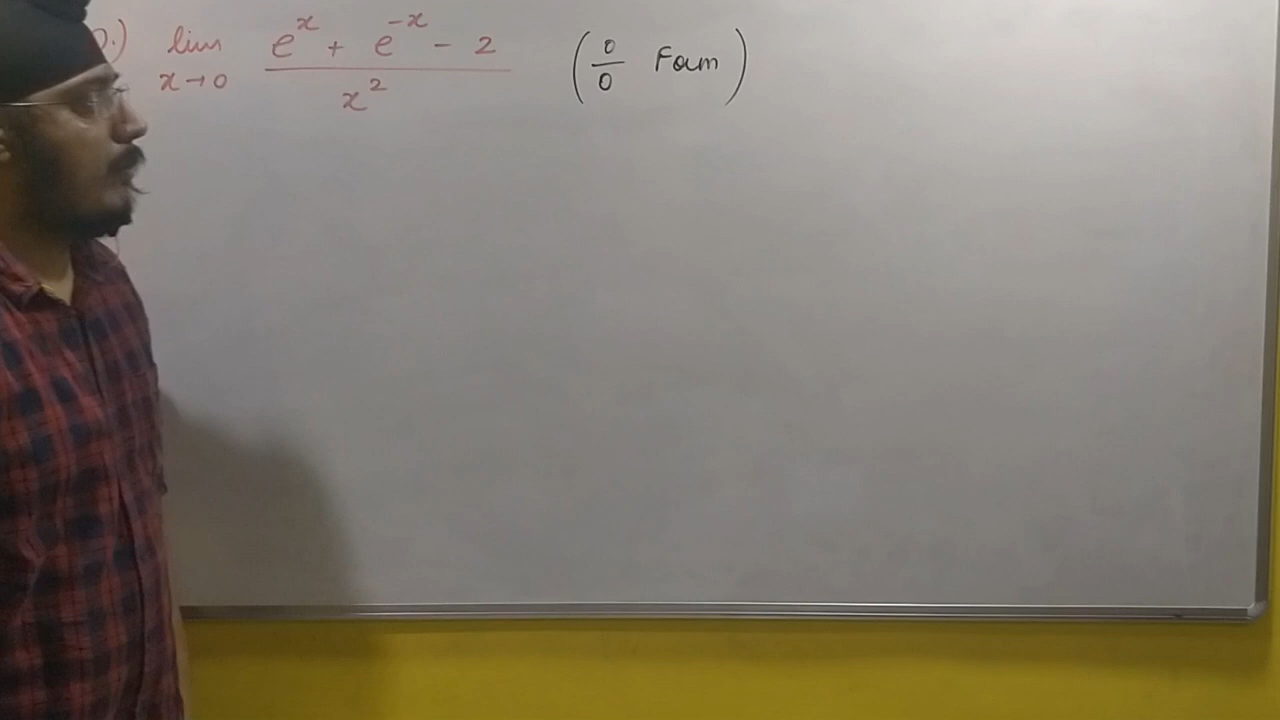 Q.) lim x→0 (e^x + e^-x - 2) / x^2 (0/0 Form)